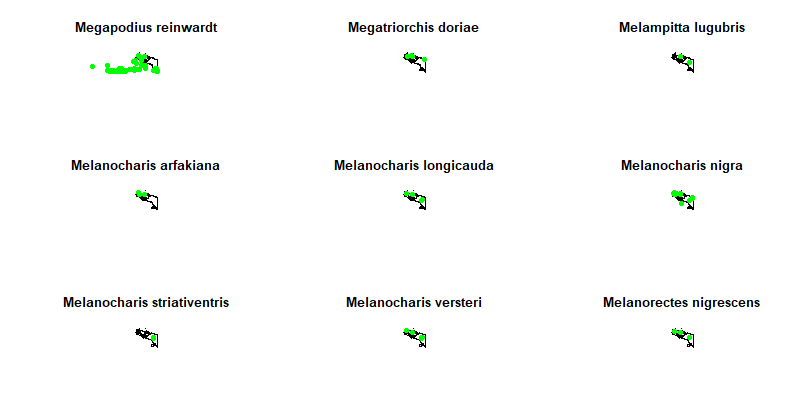 Megapodius reinwardt
Megatriorchis doriae
Melampitta lugubris
Melanocharis arfakiana
Melanocharis longicauda
Melanocharis nigra
Melanocharis striativentris
Melanocharis versteri
Melanorectes nigrescens